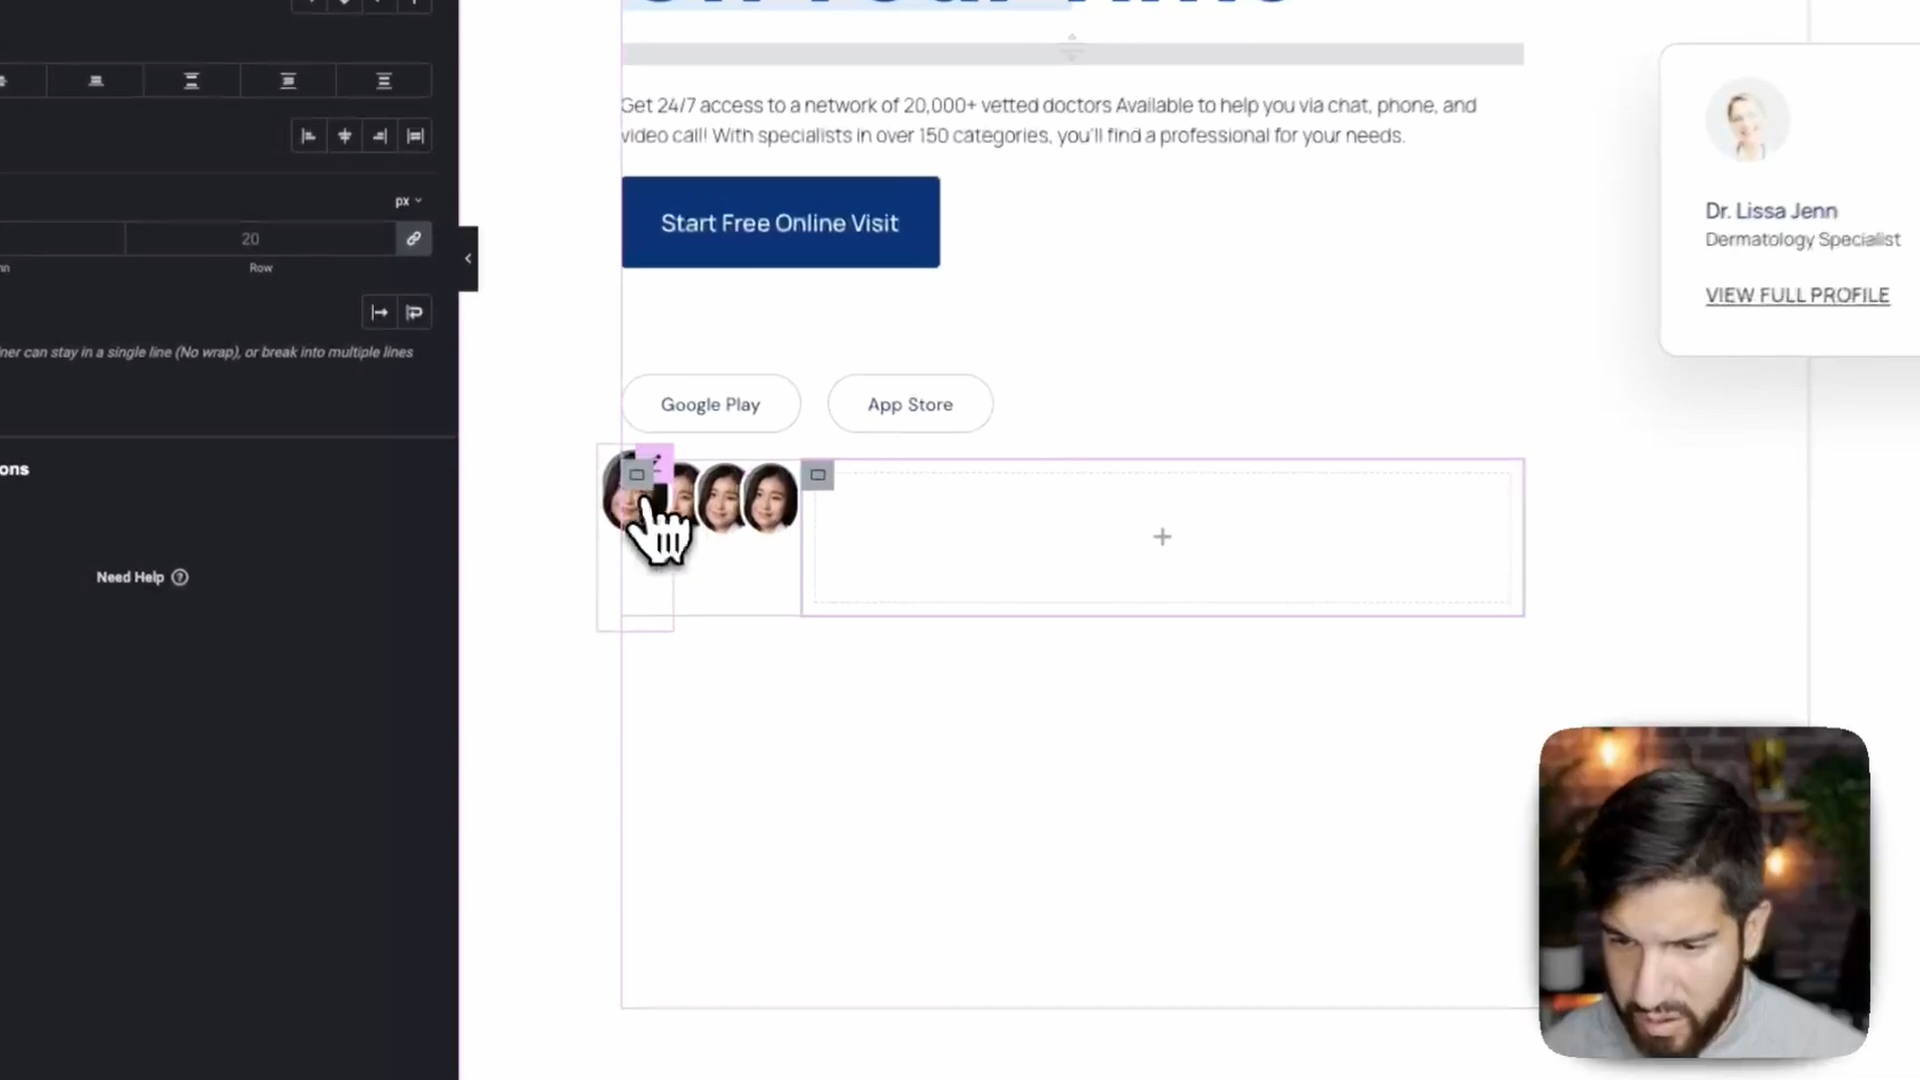 px
20
Row
Need Help
Get 24/7 access to a network of 20,000+ vetted doctors Available to help you via chat, phone, and
video call! With specialists in over 150 categories, you'll find a professional for your needs.
Start Free Online Visit
Google Play
App Store
Dr. Lissa Jenn
Dermatology Specialist
VIEW FULL PROFILE
can stay in a single line (No wrap), or break into multiple lines